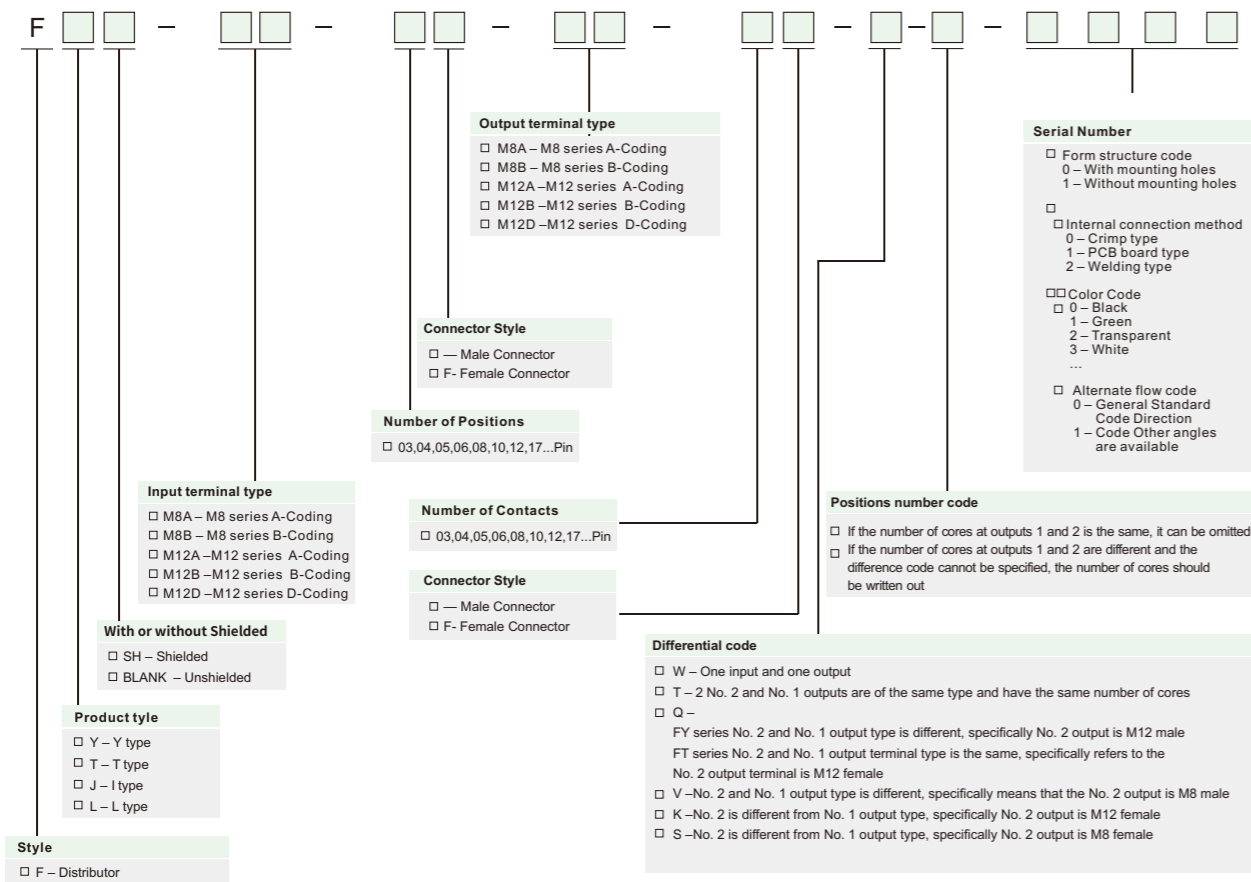 F – – – – – – –
Output terminal type
□ M8A – M8 series A-Coding
□ M8B – M8 series B-Coding
□ M12A –M12 series A-Coding
□ M12B –M12 series B-Coding
□ M12D –M12 series D-Coding
Serial Number
□ Form structure code
0 – With mounting holes
1 – Without mounting holes
□
□ Internal connection method
0 – Crimp type
1 – PCB board type
2 – Welding type
□□ Color Code
□ 0 – Black
1 – Green
2 – Transparent
3 – White
...
□ Alternate flow code
0 – General Standard
Code Direction
1 – Code Other angles
are available
Connector Style
□ — Male Connector
□ F- Female Connector
Number of Positions
□ 03,04,05,06,08,10,12,17...Pin
Input terminal type
□ M8A – M8 series A-Coding
□ M8B – M8 series B-Coding
□ M12A –M12 series A-Coding
□ M12B –M12 series B-Coding
□ M12D –M12 series D-Coding
Number of Contacts
□ 03,04,05,06,08,10,12,17...Pin
Connector Style
□ — Male Connector
□ F- Female Connector
Positions number code
□ If the number of cores at outputs 1 and 2 is the same, it can be omitted
□ If the number of cores at outputs 1 and 2 are different and the
difference code cannot be specified, the number of cores should
be written out
With or without Shielded
□ SH – Shielded
□ BLANK – Unshielded
Differential code
□ W – One input and one output
□ T – 2 No. 2 and No. 1 outputs are of the same type and have the same number of cores
□ Q –
FY series No. 2 and No. 1 output type is different, specifically No. 2 output is M12 male
FT series No. 2 and No. 1 output terminal type is the same, specifically refers to the
No. 2 output terminal is M12 female
□ V –No. 2 and No. 1 output type is different, specifically means that the No. 2 output is M8 male
□ K –No. 2 is different from No. 1 output type, specifically No. 2 output is M12 female
□ S –No. 2 is different from No. 1 output type, specifically No. 2 output is M8 female
Product tyle
□ Y – Y type
□ T – T type
□ J – I type
□ L – L type
Style
□ F – Distributor